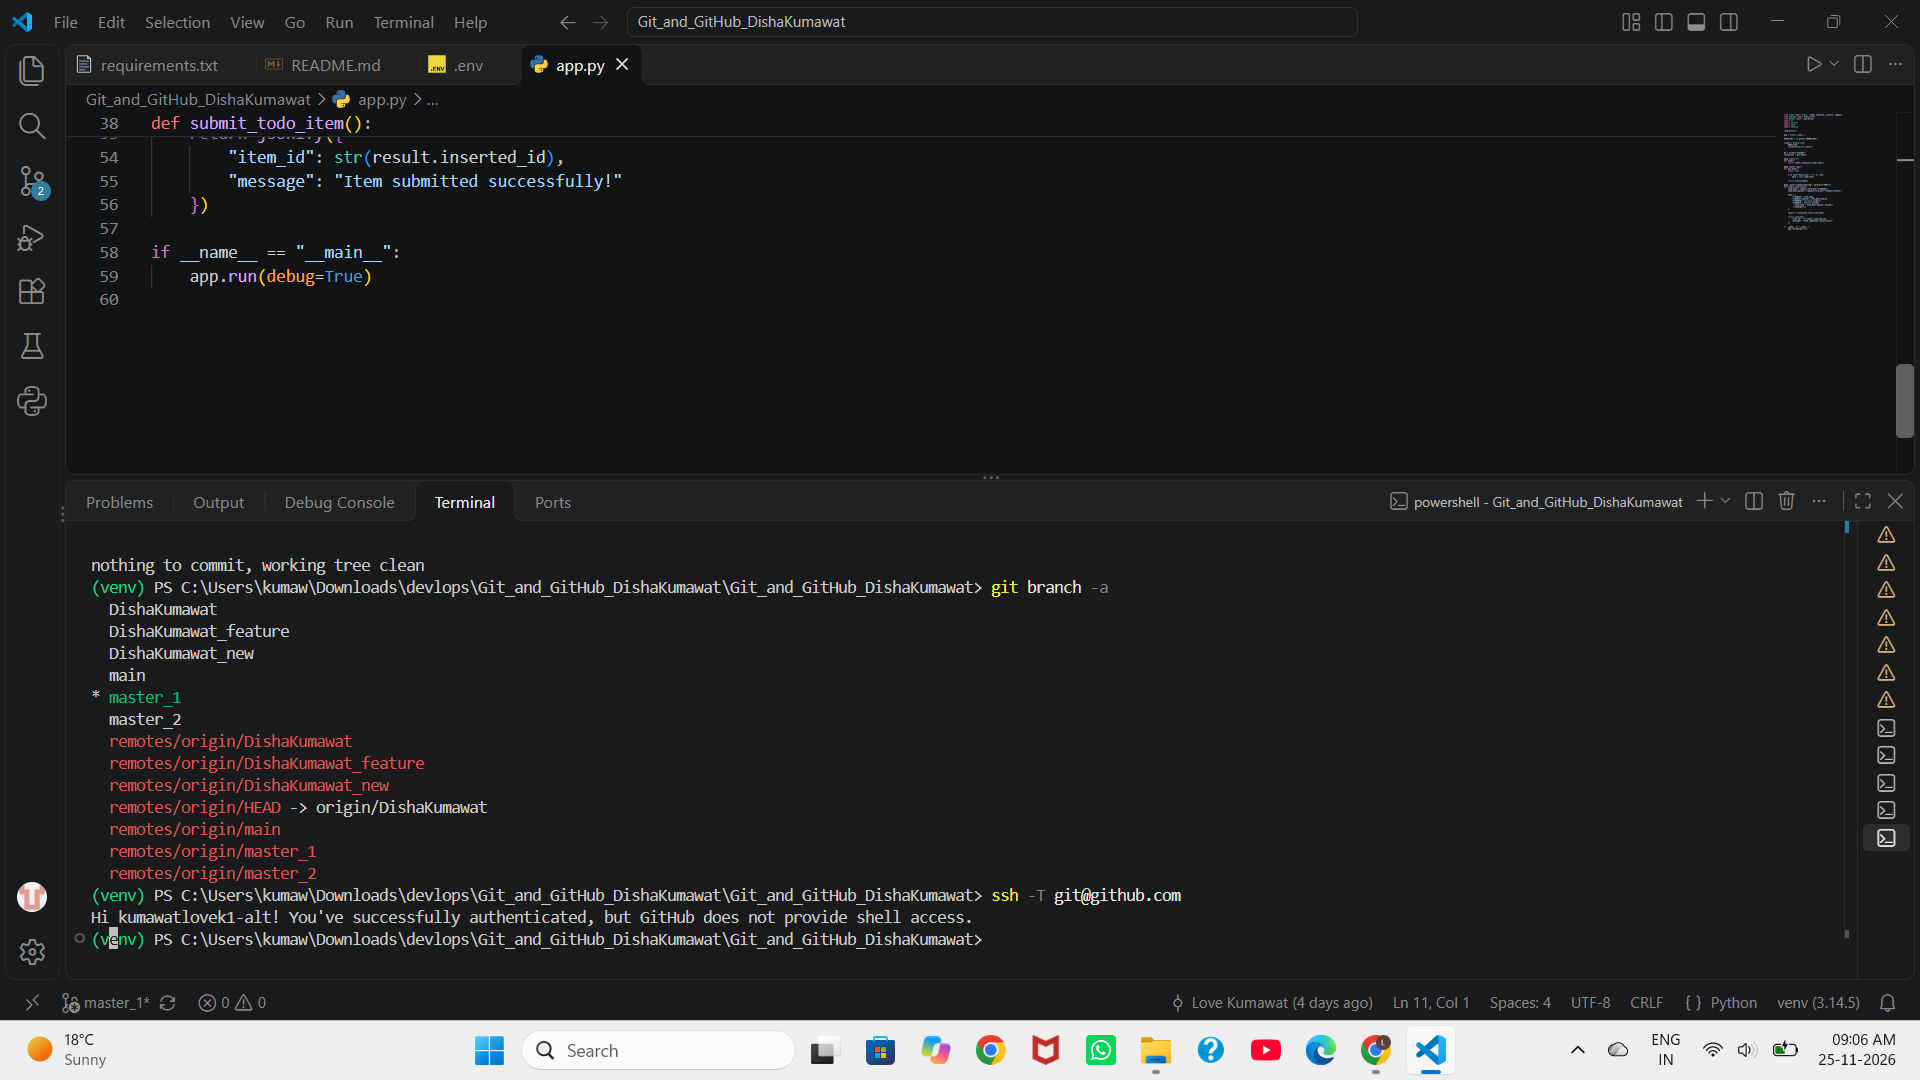 File Edit Selection View Go Run Terminal Help
Git_and_GitHub_DishaKumawat
requirements.txt README.md .env app.py
Git_and_GitHub_DishaKumawat > app.py > ...
38 def submit_todo_item():
54 "item_id": str(result.inserted_id),
55 "message": "Item submitted successfully!"
56 })
57
58 if __name__ == "__main__":
59 app.run(debug=True)
60
Problems Output Debug Console Terminal Ports
powershell - Git_and_GitHub_DishaKumawat
nothing to commit, working tree clean
(venv) PS C:\Users\kumaw\Downloads\devlops\Git_and_GitHub_DishaKumawat\Git_and_GitHub_DishaKumawat> git branch -a
DishaKumawat
DishaKumawat_feature
DishaKumawat_new
main
* master_1
master_2
remotes/origin/DishaKumawat
remotes/origin/DishaKumawat_feature
remotes/origin/DishaKumawat_new
remotes/origin/HEAD -> origin/DishaKumawat
remotes/origin/main
remotes/origin/master_1
remotes/origin/master_2
(venv) PS C:\Users\kumaw\Downloads\devlops\Git_and_GitHub_DishaKumawat\Git_and_GitHub_DishaKumawat> ssh -T git@github.com
Hi kumawatlovek1-alt! You've successfully authenticated, but GitHub does not provide shell access.
(venv) PS C:\Users\kumaw\Downloads\devlops\Git_and_GitHub_DishaKumawat\Git_and_GitHub_DishaKumawat>
2
master_1* 0 0
Love Kumawat (4 days ago) Ln 11, Col 1 Spaces: 4 UTF-8 CRLF { } Python venv (3.14.5)
18°C
Sunny
Search
ENG
IN
09:06 AM
25-11-2026